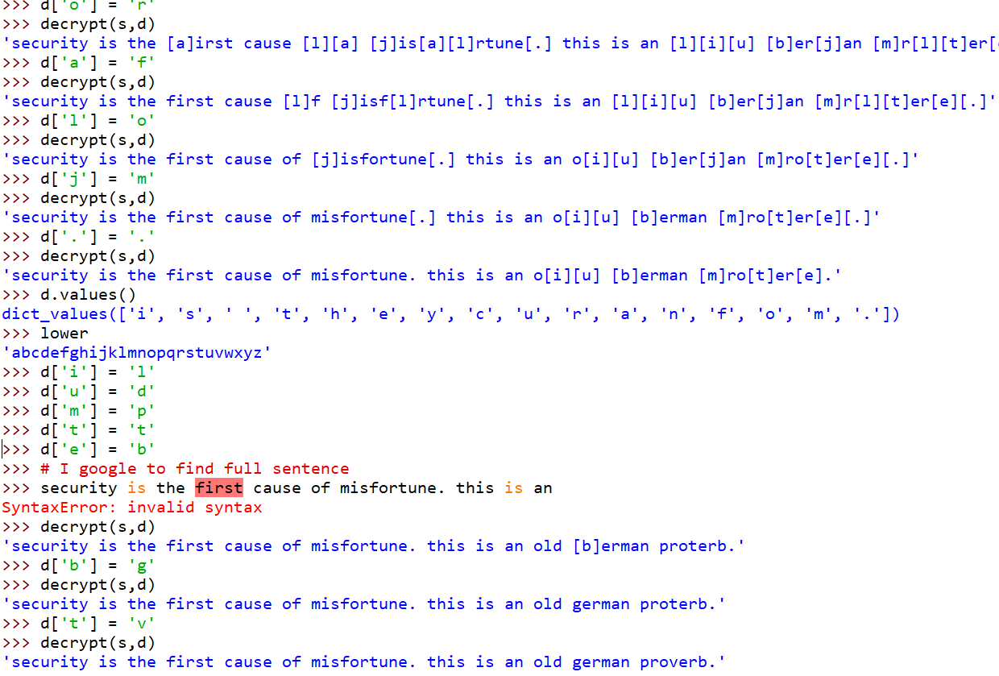 >>> d['o'] = 'r'
>>> decrypt(s,d)
'security is the [a]irst cause [l][a] [j]is[a][l]rtune[.] this is an [l][i][u] [b]er[j]an [m]r[l][t]er[
>>> d['a'] = 'f'
>>> decrypt(s,d)
'security is the first cause [l]f [j]isf[l]rtune[.] this is an [l][i][u] [b]er[j]an [m]r[l][t]er[e][.]'
>>> d['l'] = 'o'
>>> decrypt(s,d)
'security is the first cause of [j]isfortune[.] this is an o[i][u] [b]er[j]an [m]ro[t]er[e][.]'
>>> d['j'] = 'm'
>>> decrypt(s,d)
'security is the first cause of misfortune[.] this is an o[i][u] [b]erman [m]ro[t]er[e][.]'
>>> d['.'] = '.'
>>> decrypt(s,d)
'security is the first cause of misfortune. this is an o[i][u] [b]erman [m]ro[t]er[e].'
>>> d.values()
dict_values(['i', 's', ' ', 't', 'h', 'e', 'y', 'c', 'u', 'r', 'a', 'n', 'f', 'o', 'm', '.'])
>>> lower
'abcdefghijklmnopqrstuvwxyz'
>>> d['i'] = 'l'
>>> d['u'] = 'd'
>>> d['m'] = 'p'
>>> d['t'] = 't'
>>> d['e'] = 'b'
>>> # I google to find full sentence
>>> security is the first cause of misfortune. this is an
SyntaxError: invalid syntax
>>> decrypt(s,d)
'security is the first cause of misfortune. this is an old [b]erman proterb.'
>>> d['b'] = 'g'
>>> decrypt(s,d)
'security is the first cause of misfortune. this is an old german proterb.'
>>> d['t'] = 'v'
>>> decrypt(s,d)
'security is the first cause of misfortune. this is an old german proverb.'